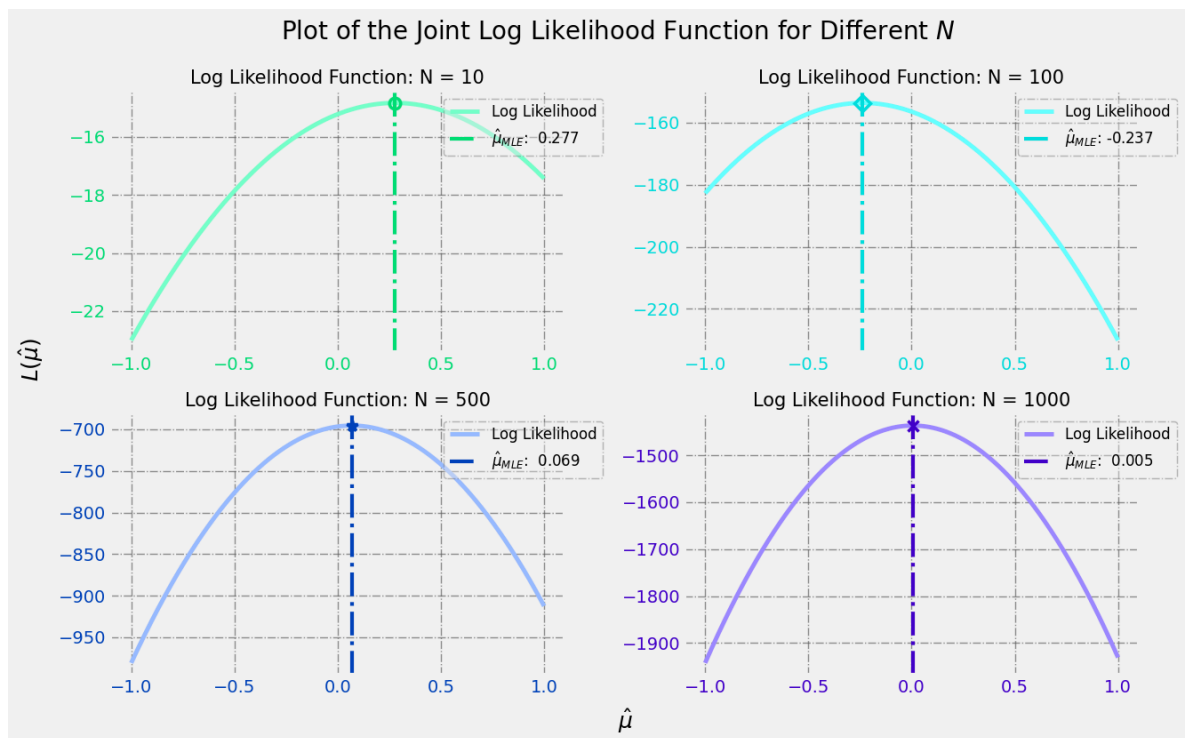 Plot of the Joint Log Likelihood Function for Different N
Log Likelihood Function: N = 10
Log Likelihood
μ̂_MLE: 0.277
−16
−18
−20
−22
−1.0 −0.5 0.0 0.5 1.0
Log Likelihood Function: N = 100
Log Likelihood
μ̂_MLE: -0.237
−160
−180
−200
−220
−1.0 −0.5 0.0 0.5 1.0
L(μ̂)
Log Likelihood Function: N = 500
Log Likelihood
μ̂_MLE: 0.069
−700
−750
−800
−850
−900
−950
−1.0 −0.5 0.0 0.5 1.0
Log Likelihood Function: N = 1000
Log Likelihood
μ̂_MLE: 0.005
−1500
−1600
−1700
−1800
−1900
−1.0 −0.5 0.0 0.5 1.0
μ̂